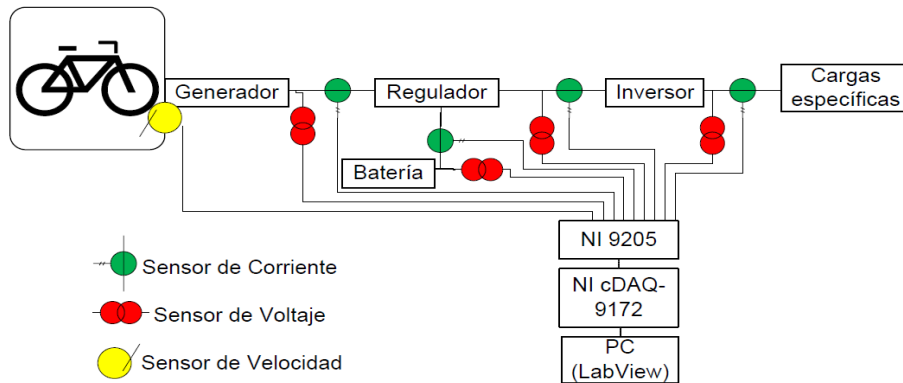 Generador
Regulador
Inversor
Cargas
específicas
Batería
NI 9205
NI cDAQ-
9172
PC
(LabView)
Sensor de Corriente
Sensor de Voltaje
Sensor de Velocidad